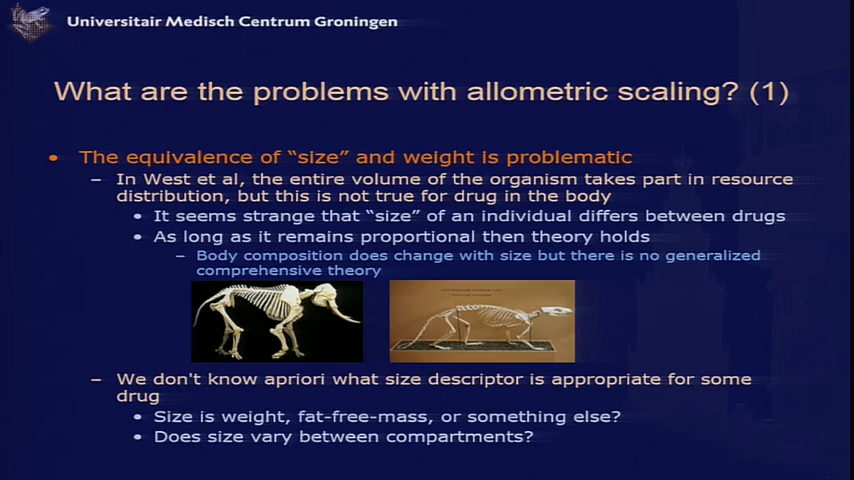 Universitair Medisch Centrum Groningen
What are the problems with allometric scaling? (1)
• The equivalence of “size” and weight is problematic
– In West et al, the entire volume of the organism takes part in resource
distribution, but this is not true for drug in the body
• It seems strange that “size” of an individual differs between drugs
• As long as it remains proportional then theory holds
– Body composition does change with size but there is no generalized
comprehensive theory
– We don't know apriori what size descriptor is appropriate for some
drug
• Size is weight, fat-free-mass, or something else?
• Does size vary between compartments?